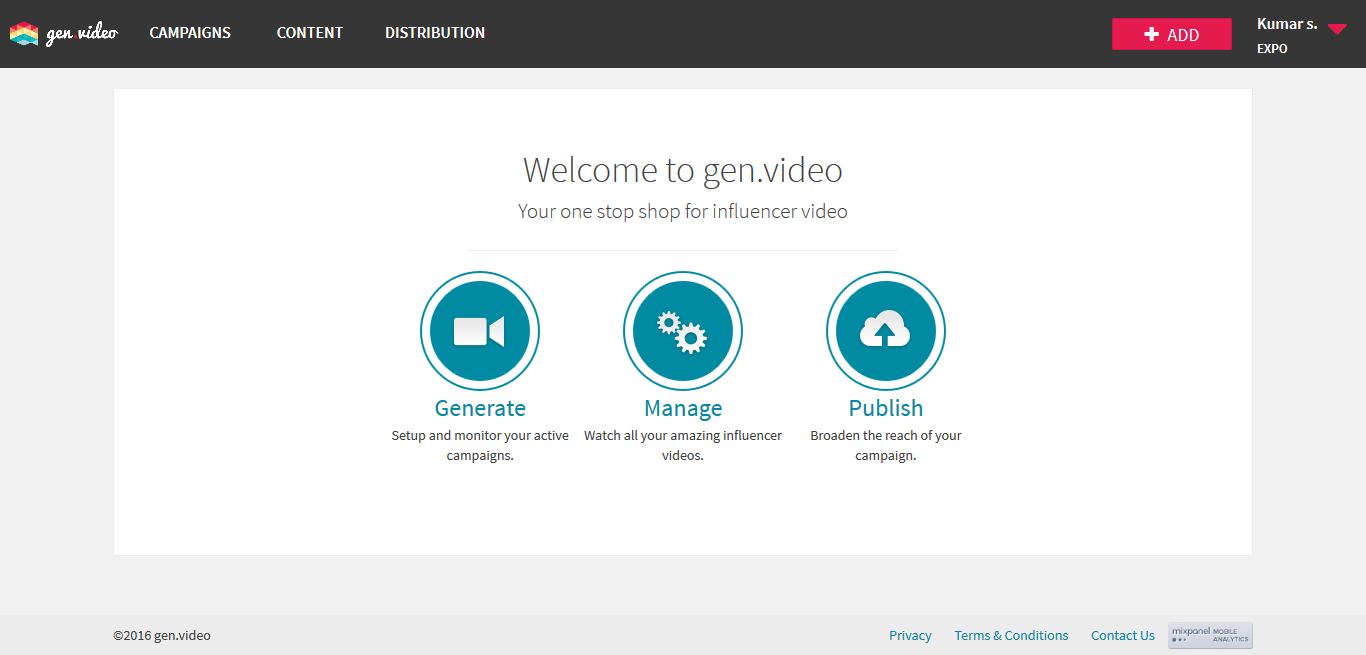 gen.video CAMPAIGNS CONTENT DISTRIBUTION ADD Kumar s.
EXPO
Welcome to gen.video
Your one stop shop for influencer video
Generate Manage Publish
Setup and monitor your active Watch all your amazing influencer Broaden the reach of your
campaigns. videos. campaign.
©2016 gen.video Privacy Terms & Conditions Contact Us mixpanel MOBILE
ANALYTICS